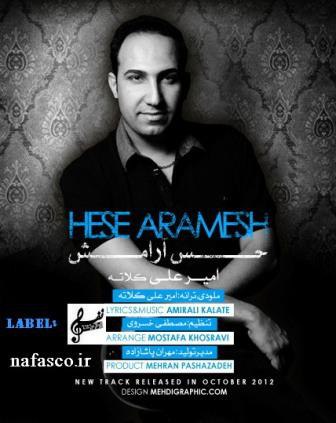 HESE ARAMESH
حس آرامش
امیر علی کلاته
ملودی.ترانه:امیر علی کلاته
LYRICS&MUSIC AMIRALI KALATE
تنظیم:مصطفی خسروی
ARRANGE MOSTAFA KHOSRAVI
مدیر تولید:مهران پاشازاده
PRODUCT MEHRAN PASHAZADEH
LABEL:
nafasco.ir
NEW TRACK RELEASED IN OCTOBER 2012
DESIGN MEHDIGRAPHIC.COM